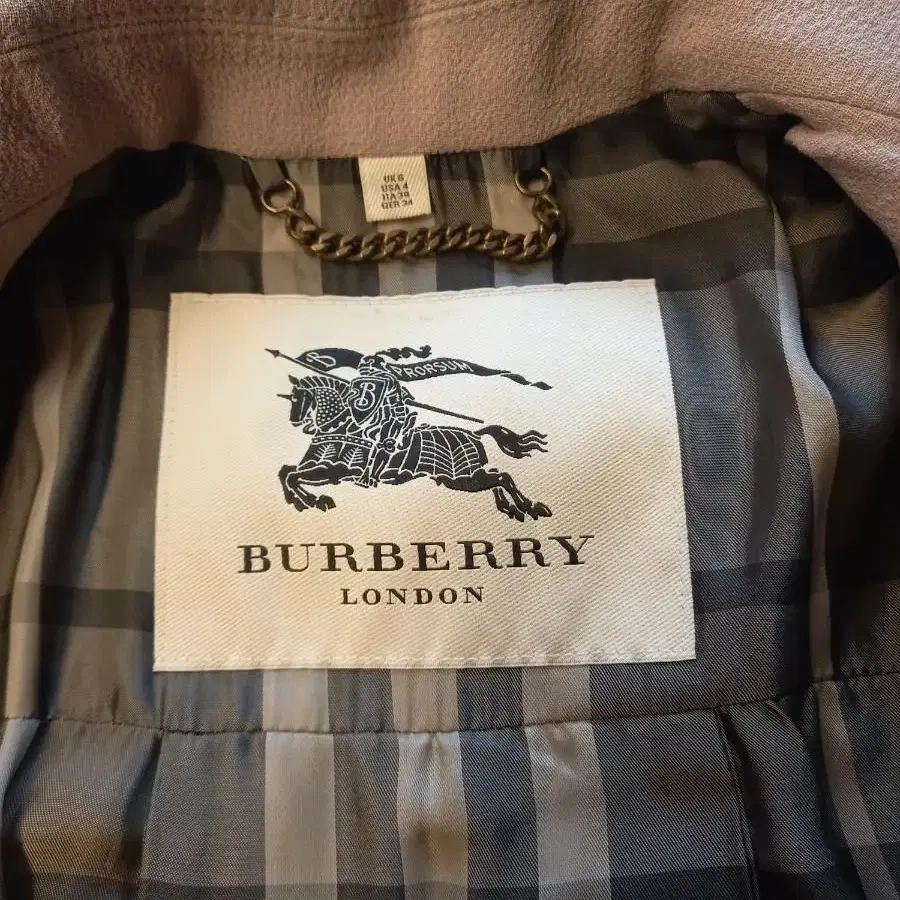 UK 6
USA 4
ITA 38
GER 34
B
PRORSUM
B
BURBERRY
LONDON